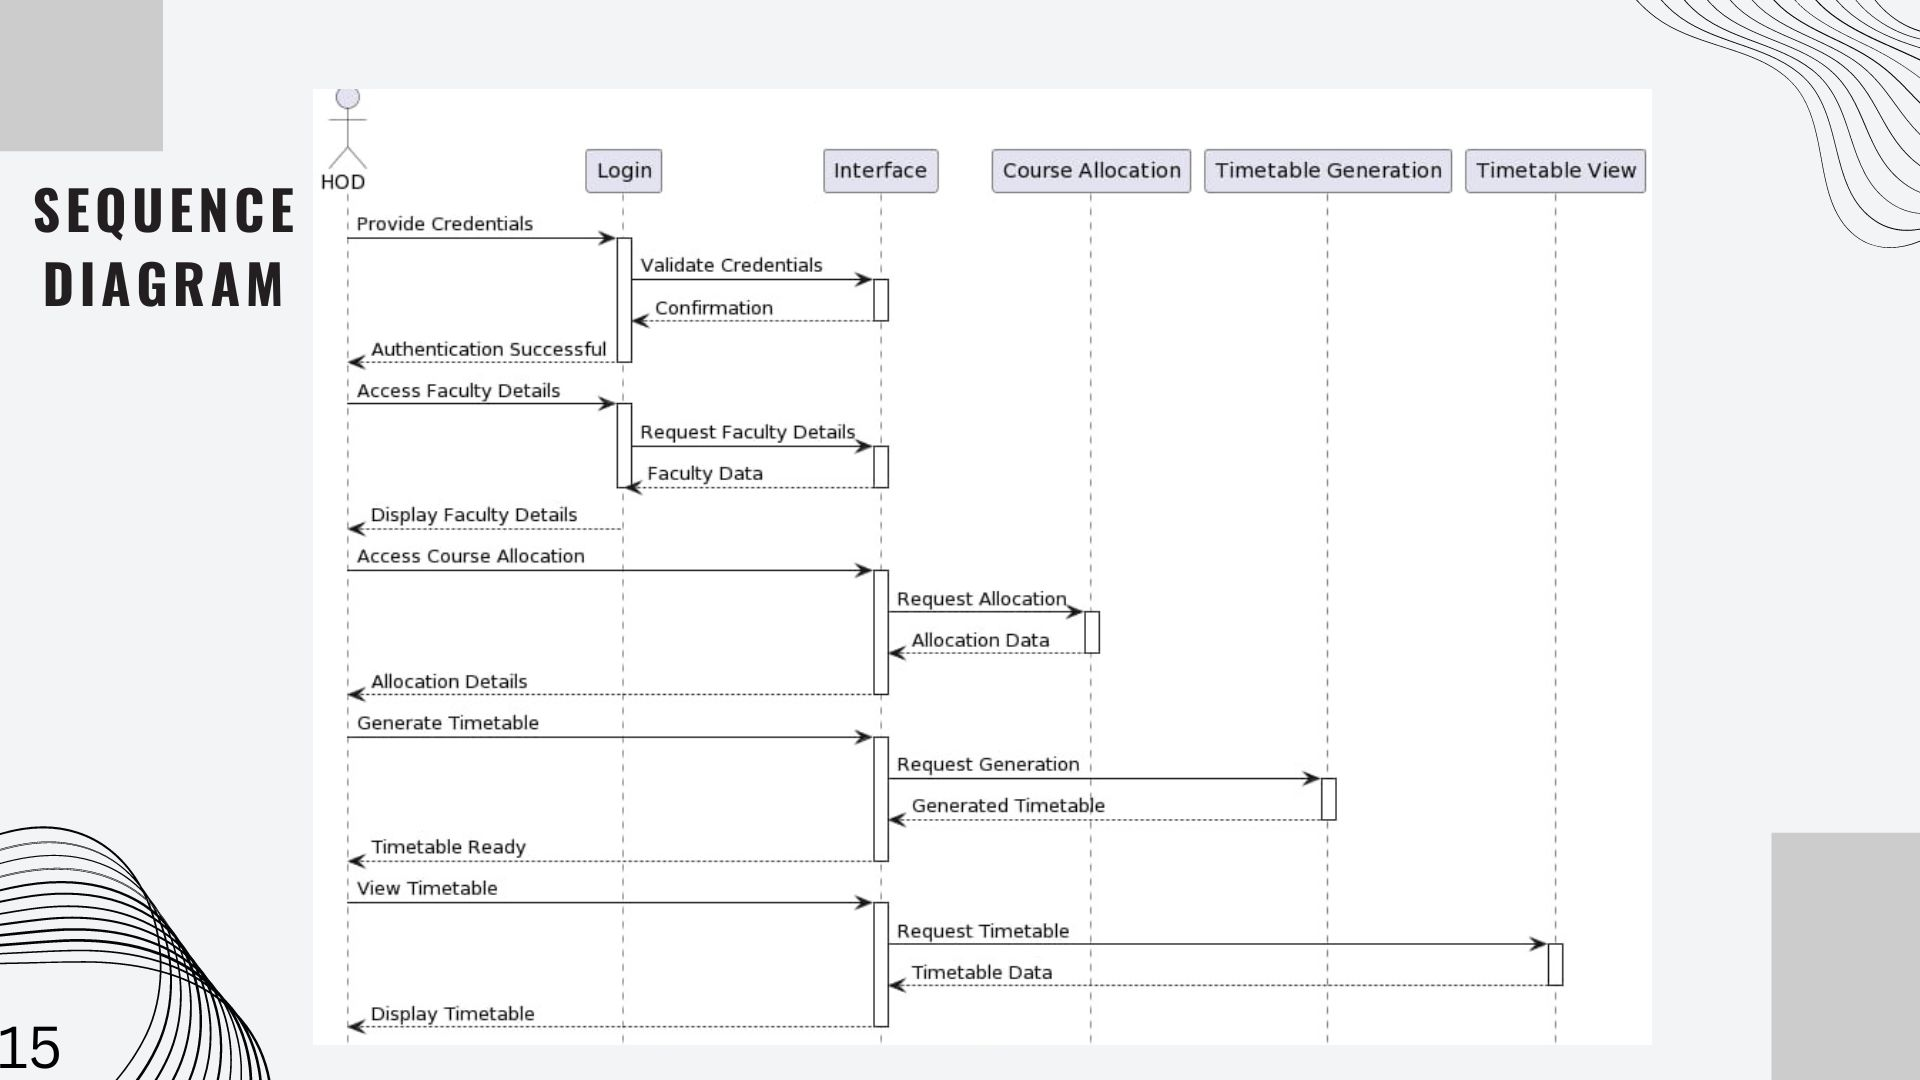 SEQUENCE
DIAGRAM
HOD
Login
Interface
Course Allocation
Timetable Generation
Timetable View
Provide Credentials
Validate Credentials
Confirmation
Authentication Successful
Access Faculty Details
Request Faculty Details
Faculty Data
Display Faculty Details
Access Course Allocation
Request Allocation
Allocation Data
Allocation Details
Generate Timetable
Request Generation
Generated Timetable
Timetable Ready
View Timetable
Request Timetable
Timetable Data
Display Timetable
15